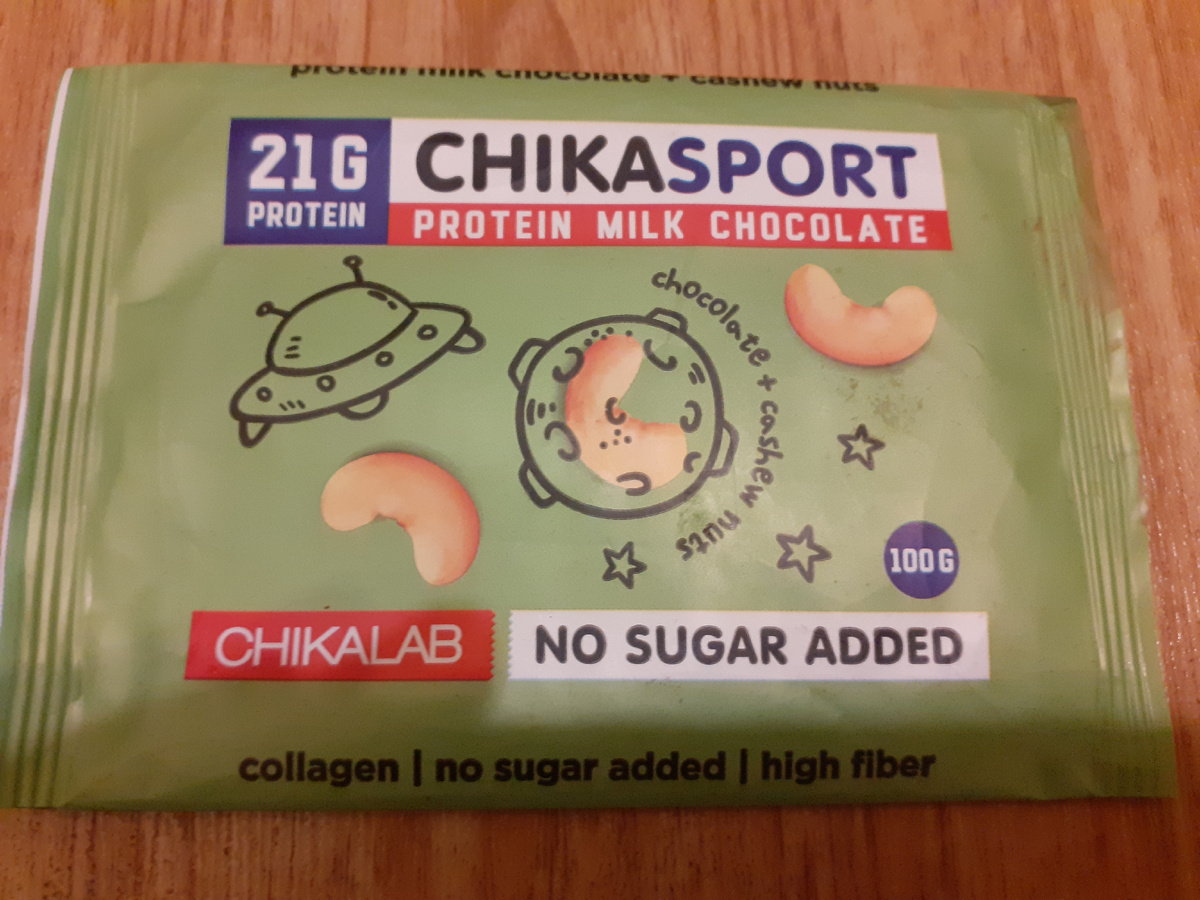 protein milk chocolate + cashew nuts
21G
PROTEIN
CHIKASPORT
PROTEIN MILK CHOCOLATE
chocolate + cashew nuts
100G
CHIKALAB
NO SUGAR ADDED
collagen | no sugar added | high fiber